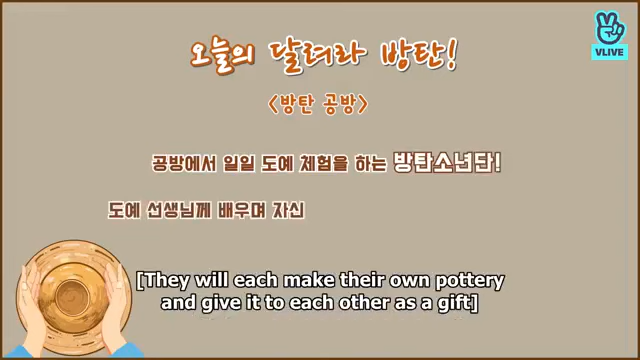 VLIVE
오늘의 달려라 방탄!
<방탄 공방>
공방에서 일일 도예 체험을 하는 방탄소년단!
도예 선생님께 배우며 자신
[They will each make their own pottery
and give it to each other as a gift]